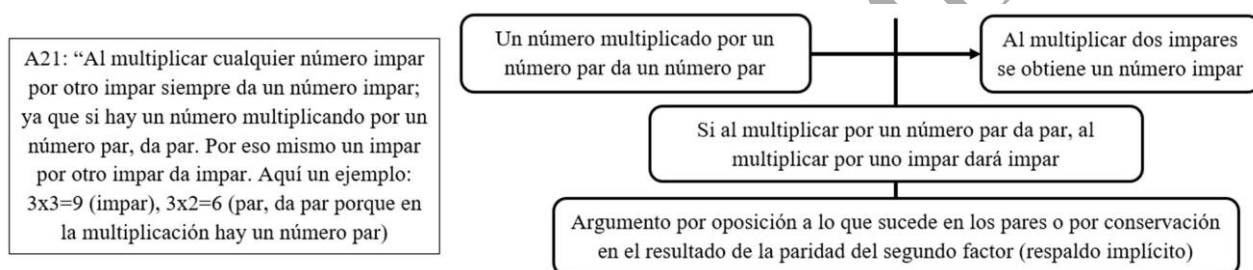 A21: “Al multiplicar cualquier número impar
por otro impar siempre da un número impar;
ya que si hay un número multiplicando por un
número par, da par. Por eso mismo un impar
por otro impar da impar. Aquí un ejemplo:
3x3=9 (impar), 3x2=6 (par, da par porque en
la multiplicación hay un número par)
Un número multiplicado por un
número par da un número par
Al multiplicar dos impares
se obtiene un número impar
Si al multiplicar por un número par da par, al
multiplicar por uno impar dará impar
Argumento por oposición a lo que sucede en los pares o por conservación
en el resultado de la paridad del segundo factor (respaldo implícito)